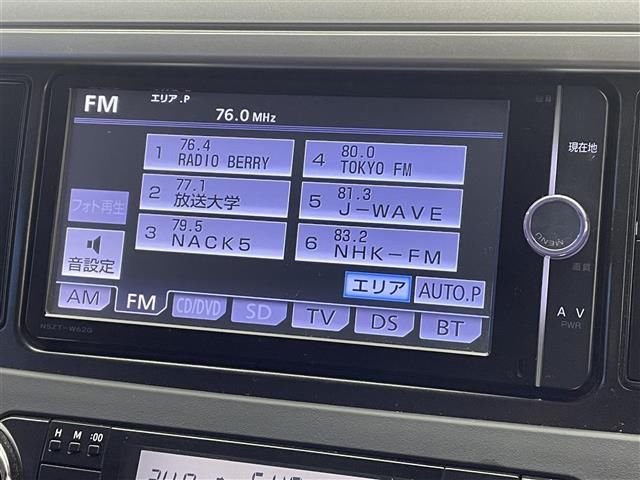 FM エリア.P
76.0 MHz
1 76.4 RADIO BERRY
4 80.0 TOKYO FM
2 77.1 放送大学
5 81.3 J-WAVE
3 79.5 NACK5
6 83.2 NHK-FM
フォト再生
音設定
エリア AUTO.P
AM FM CD/DVD SD TV DS BT
NSZT-W62G
現在地
MENU
画質
AV
PWR
H M :00